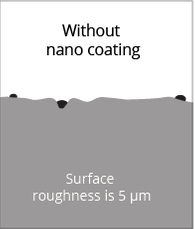 Without
nano coating
Surface
roughness is 5 µm